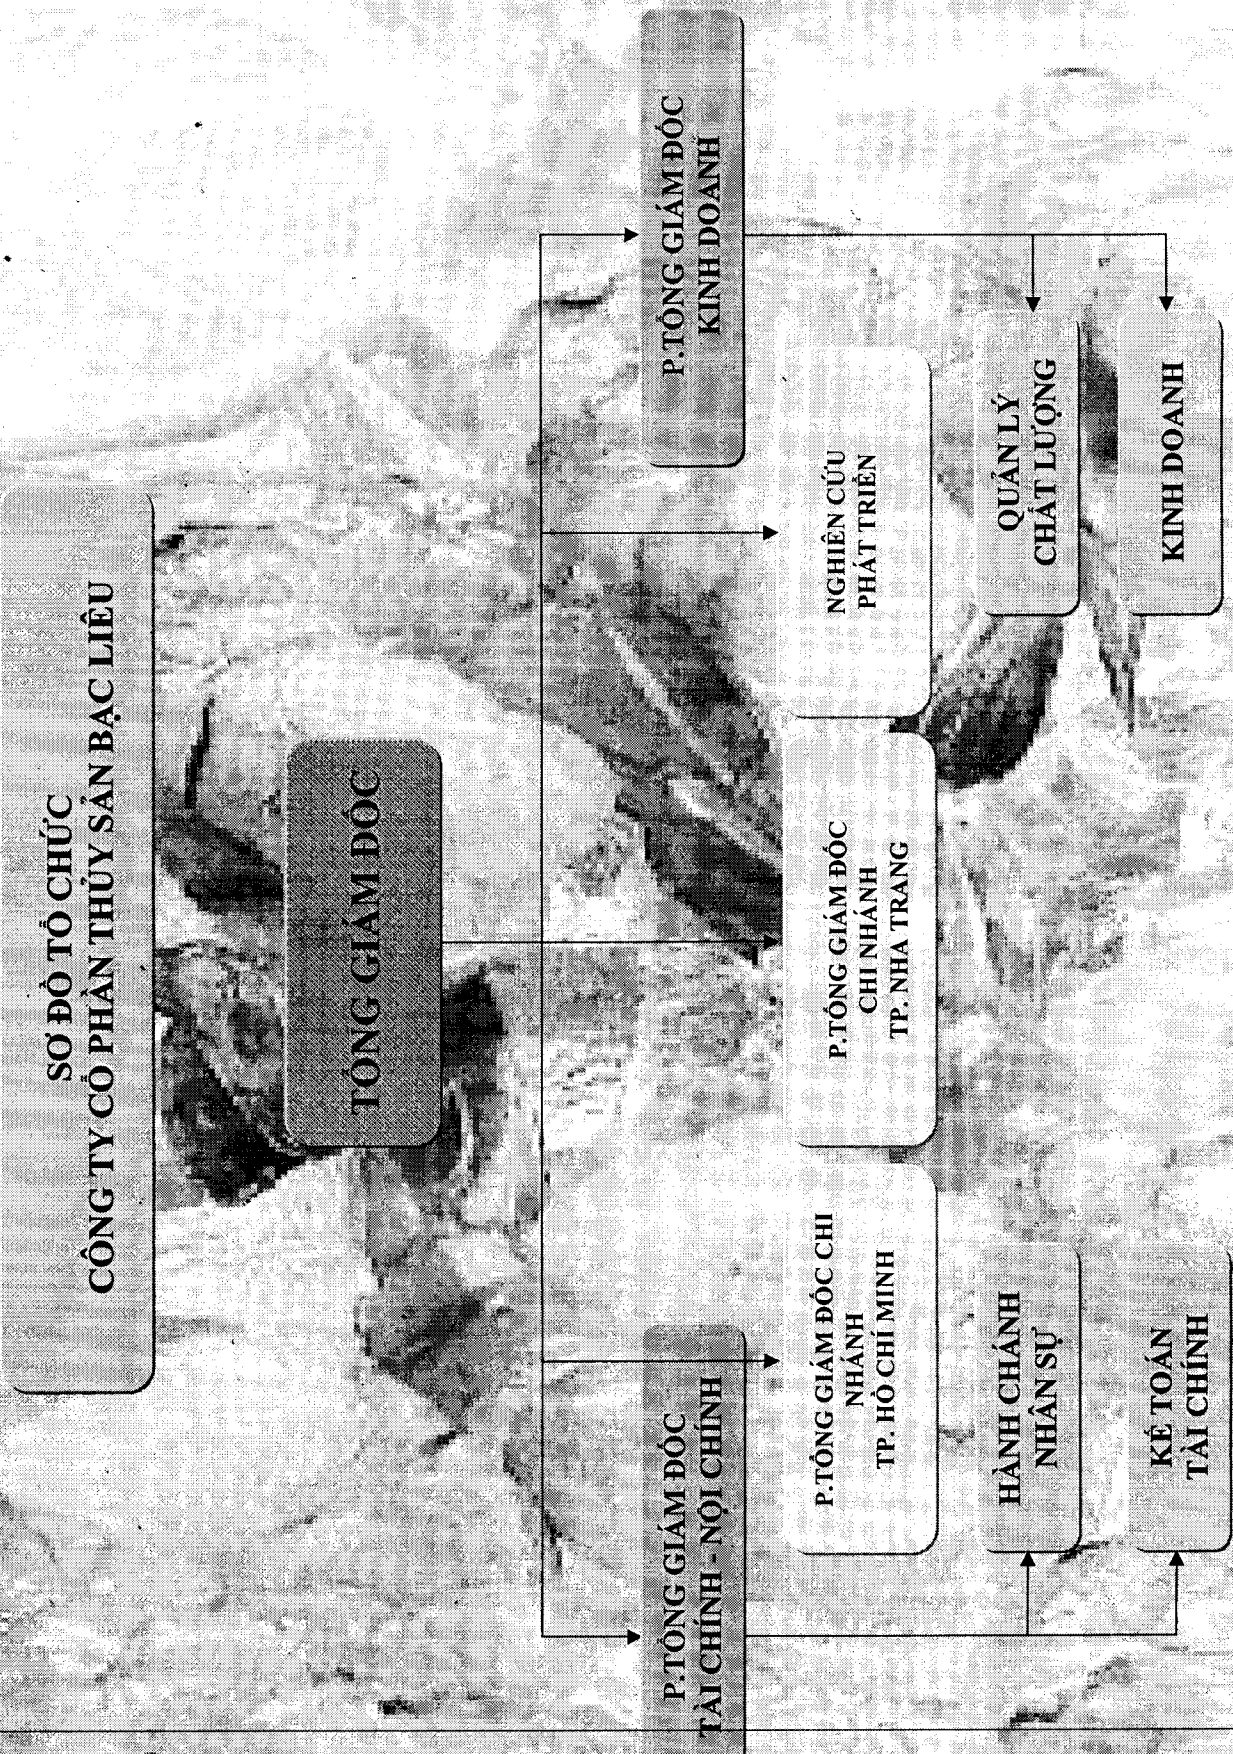 SƠ ĐỒ TỔ CHỨC
CÔNG TY CỔ PHẦN THỦY SẢN BẠC LIÊU
TỔNG GIÁM ĐỐC
P.TỔNG GIÁM ĐỐC
TÀI CHÍNH - NỘI CHÍNH
P.TỔNG GIÁM ĐỐC
KINH DOANH
P.TỔNG GIÁM ĐỐC CHI
NHÁNH
TP. HỒ CHÍ MINH
P.TỔNG GIÁM ĐỐC
CHI NHÁNH
TP. NHA TRANG
NGHIÊN CỨU
PHÁT TRIỂN
HÀNH CHÁNH
NHÂN SỰ
QUẢN LÝ
CHẤT LƯỢNG
KẾ TOÁN
TÀI CHÍNH
KINH DOANH